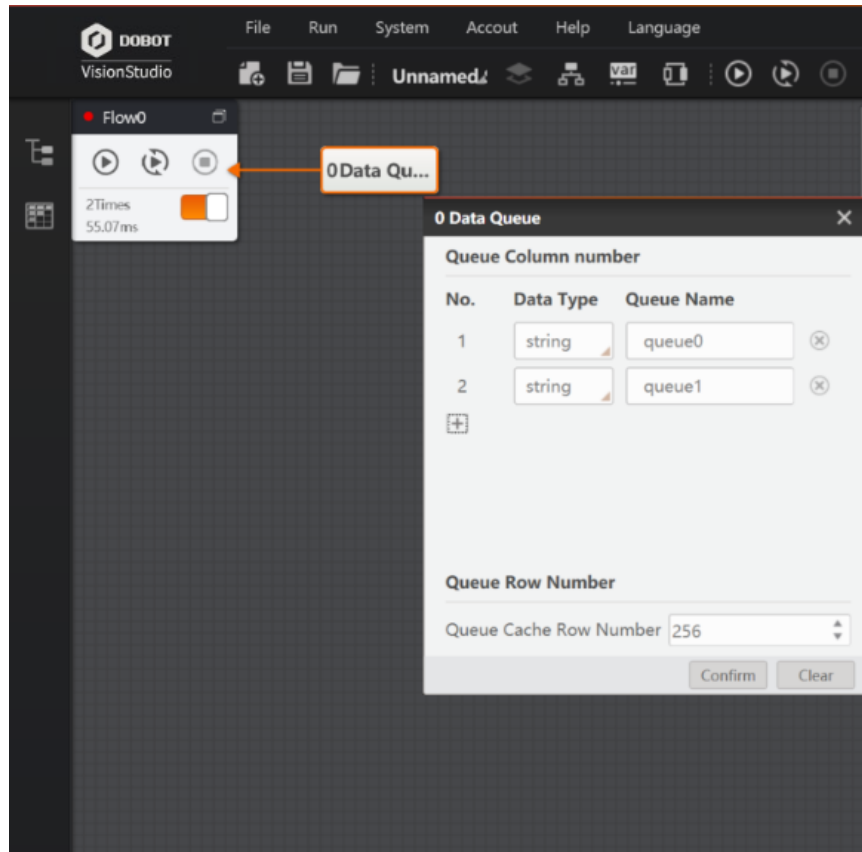 File Run System Accout Help Language
DOBOT
VisionStudio
Unnamed
var
Flow0
2Times
55.07ms
0Data Qu...
0 Data Queue
Queue Column number
No. Data Type Queue Name
1 string queue0
2 string queue1
Queue Row Number
Queue Cache Row Number 256
Confirm Clear